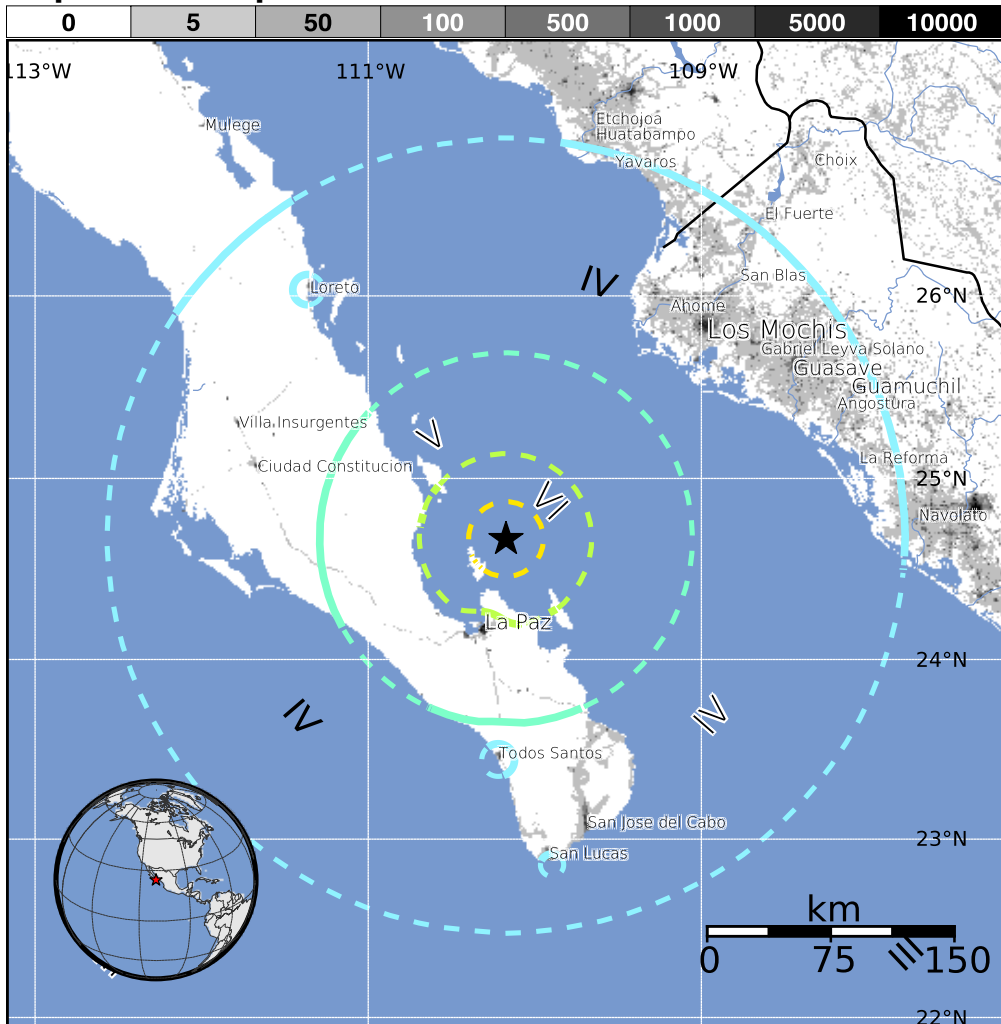 0 5 50 100 500 1000 5000 10000
113°W 111°W 109°W
Mulege
Etchojoa
Huatabampo
Yavaros
Choix
El Fuerte
San Blas
IV
Loreto
26°N
Ahome
Los Mochis
Gabriel Leyva Solano
Guasave
Guamuchil
Angostura
Villa Insurgentes
V
Ciudad Constitucion
La Reforma
25°N
VI
Navolato
La Paz
24°N
IV
IV
Todos Santos
San Jose del Cabo
23°N
San Lucas
km
III
0 75 150
22°N